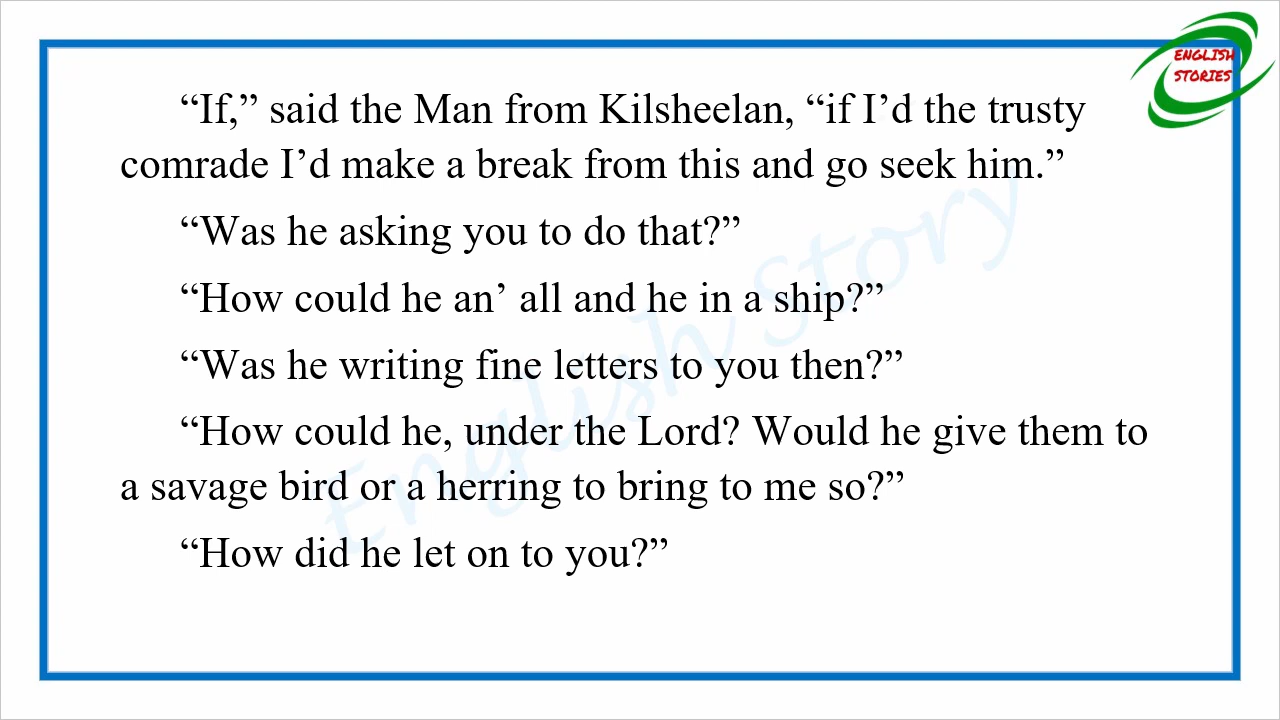 ENGLISH
STORIES
“If,” said the Man from Kilsheelan, “if I’d the trusty
comrade I’d make a break from this and go seek him.”
“Was he asking you to do that?”
“How could he an’ all and he in a ship?”
“Was he writing fine letters to you then?”
“How could he, under the Lord? Would he give them to
a savage bird or a herring to bring to me so?”
“How did he let on to you?”
English Story